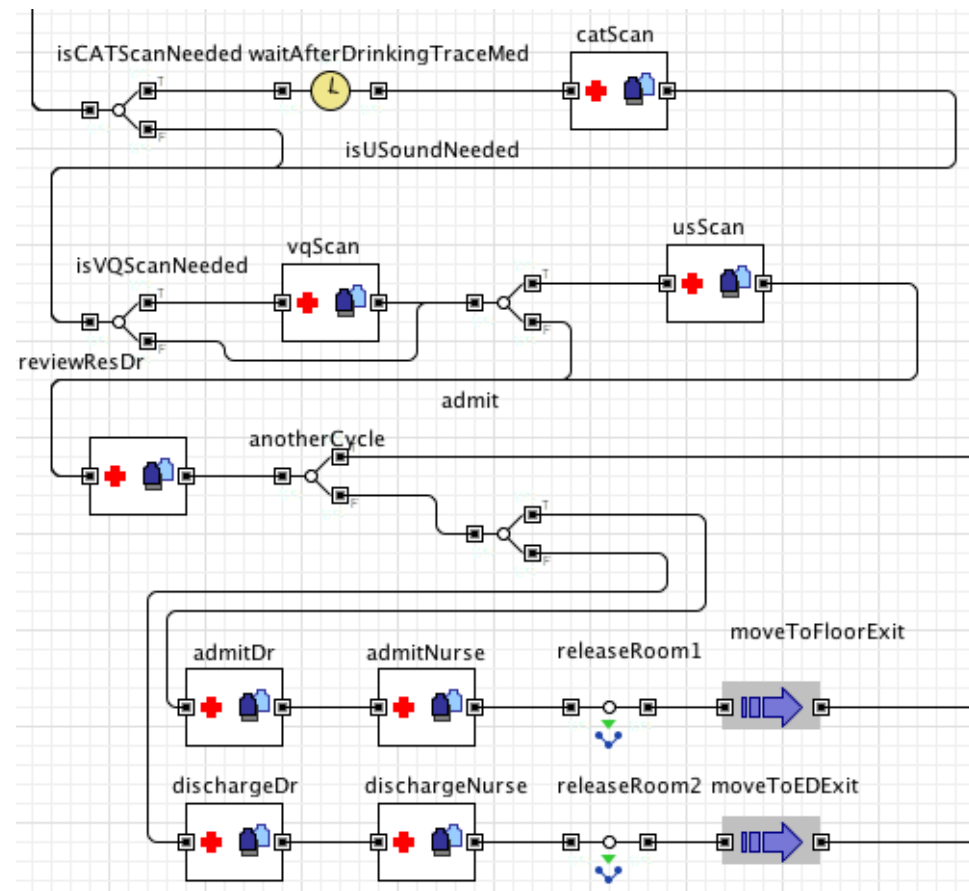 catScan
isCATScanNeeded waitAfterDrinkingTraceMed
T
F
isUSoundNeeded
usScan
vqScan
isVQScanNeeded
T
T
F
F
reviewResDr
admit
anotherCycle
T
F
T
F
moveToFloorExit
admitDr admitNurse releaseRoom1
dischargeDr dischargeNurse releaseRoom2 moveToEDExit